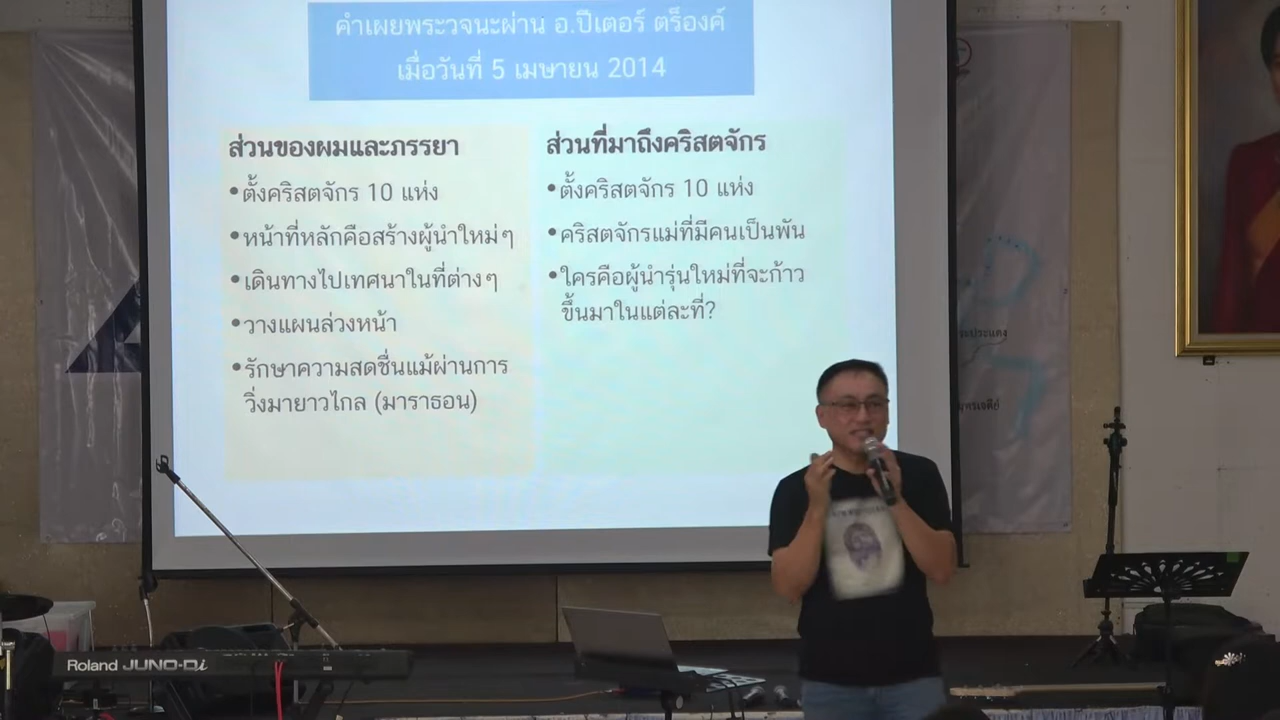 คำเผยพระวจนะผ่าน อ.ปีเตอร์ ตร็องค์
เมื่อวันที่ 5 เมษายน 2014
ส่วนของผมและภรรยา
•ตั้งคริสตจักร 10 แห่ง
•หน้าที่หลักคือสร้างผู้นำใหม่ๆ
•เดินทางไปเทศนาในที่ต่างๆ
•วางแผนล่วงหน้า
•รักษาความสดชื่นแม้ผ่านการ
วิ่งมายาวไกล (มาราธอน)
ส่วนที่มาถึงคริสตจักร
•ตั้งคริสตจักร 10 แห่ง
•คริสตจักรแม่ที่มีคนเป็นพัน
•ใครคือผู้นำรุ่นใหม่ที่จะก้าว
ขึ้นมาในแต่ละที่?
Roland JUNO-Di